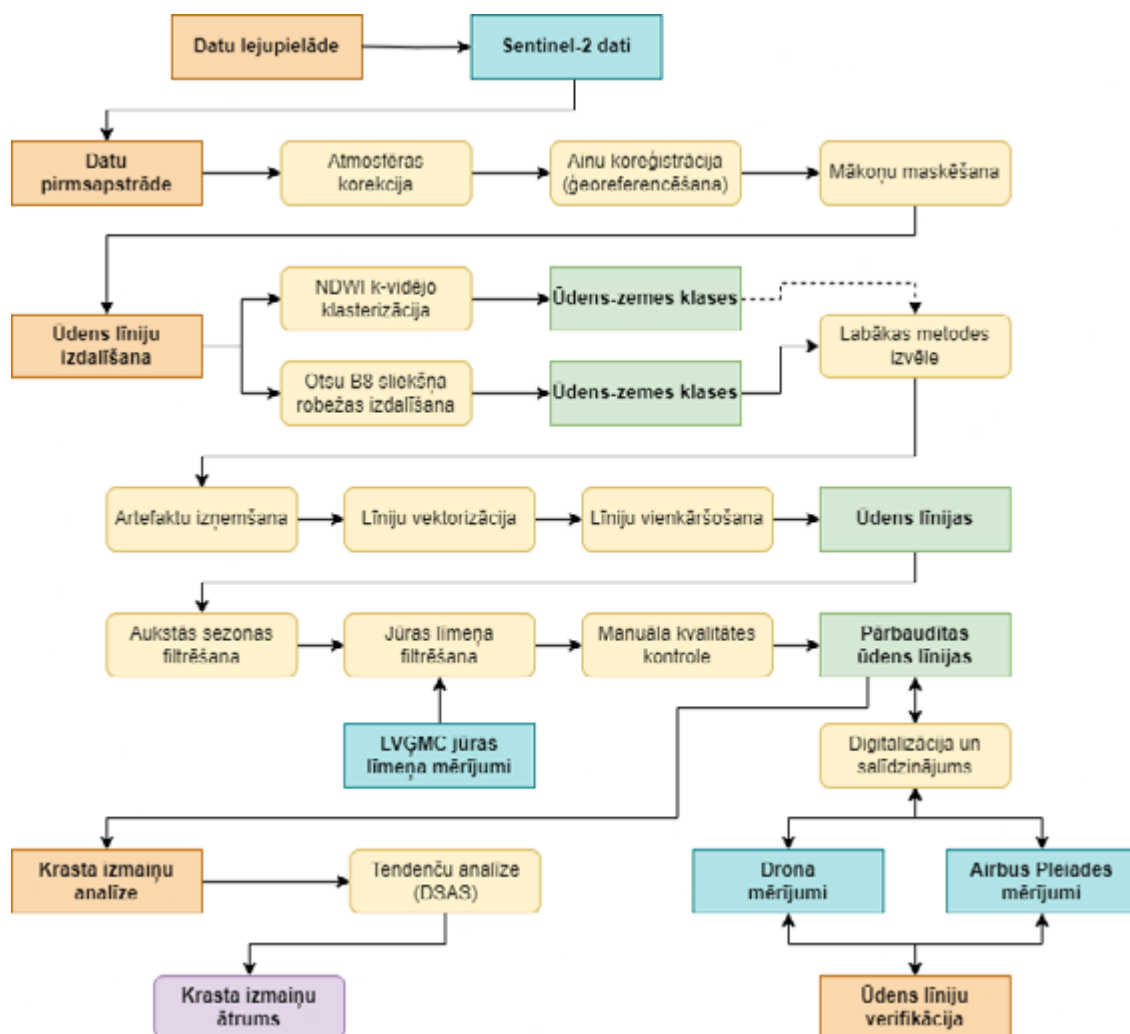 Datu lejupielāde
Sentinel-2 dati
Datu
pirmsapstrāde
Atmosfēras
korekcija
Ainu koreģistrācija
(ģeoreferencēšana)
Mākoņu maskēšana
NDWI k-vidējo
klasterizācija
Ūdens-zemes klases
Ūdens līniju
izdalīšana
Labākas metodes
izvēle
Otsu B8 sliekšņa
robežas izdalīšana
Ūdens-zemes klases
Artefaktu izņemšana
Līniju vektorizācija
Līniju vienkāršošana
Ūdens līnijas
Aukstās sezonas
filtrēšana
Jūras līmeņa
filtrēšana
Manuāla kvalitātes
kontrole
Pārbaudītas
ūdens līnijas
LVĢMC jūras
līmeņa mērījumi
Digitalizācija un
salīdzinājums
Krasta izmaiņu
analīze
Tendenču analīze
(DSAS)
Drona
mērījumi
Airbus Pleiades
mērījumi
Krasta izmaiņu
ātrums
Ūdens līniju
verifikācija